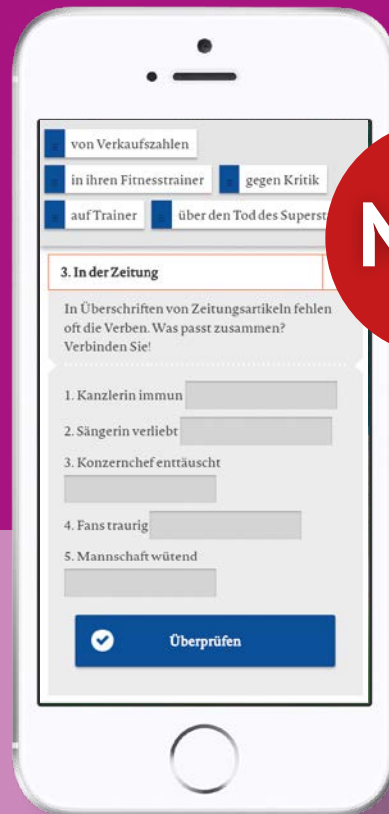 von Verkaufszahlen
in ihren Fitnesstrainer gegen Kritik
auf Trainer über den Tod des Superst
3. In der Zeitung
In Überschriften von Zeitungsartikeln fehlen
oft die Verben. Was passt zusammen?
Verbinden Sie!
1. Kanzlerin immun
2. Sängerin verliebt
3. Konzernchef enttäuscht
4. Fans traurig
5. Mannschaft wütend
Überprüfen
N